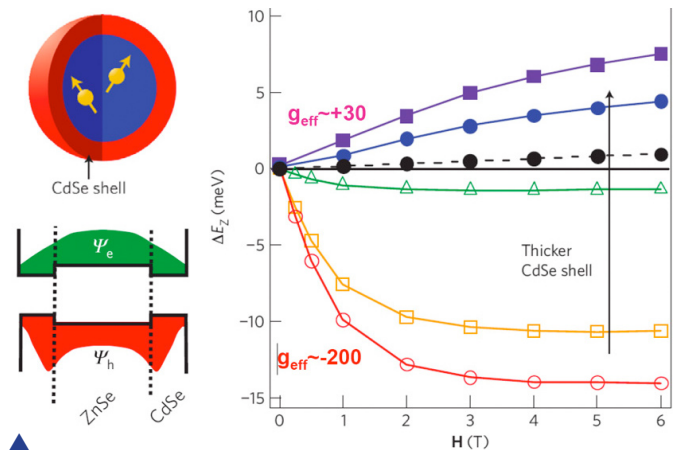 CdSe shell
Ψe
Ψh
ZnSe
CdSe
ΔEZ (meV)
10
5
0
−5
−10
−15
geff~+30
Thicker
CdSe shell
geff~-200
0 1 2 3 4 5 6
H (T)